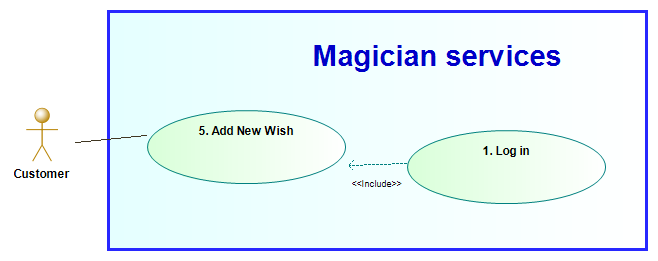 Magician services
5. Add New Wish
1. Log in
Customer
<<Include>>